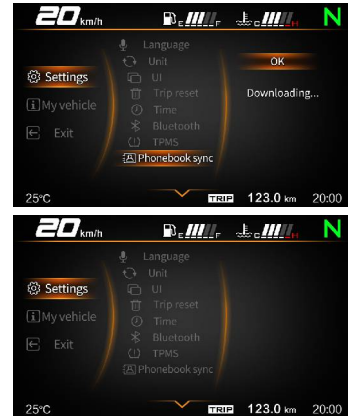 20 km/h E F C H N
Language
Unit
OK
Settings
UI
Trip reset
Downloading...
i My vehicle
Time
Bluetooth
Exit
(!) TPMS
Phonebook sync
25°C TRIP 123.0 km 20:00
20 km/h E F C H N
Language
Unit
Settings
UI
Trip reset
i My vehicle
Time
Bluetooth
Exit
(!) TPMS
Phonebook sync
25°C TRIP 123.0 km 20:00